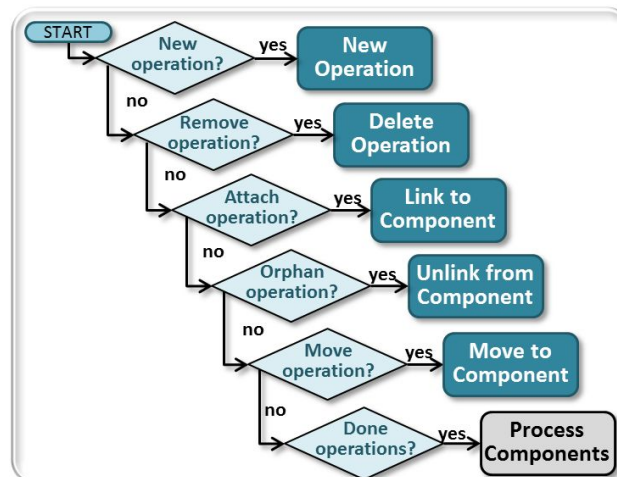 START
New
operation?
yes
New
Operation
no
Remove
operation?
yes
Delete
Operation
no
Attach
operation?
yes
Link to
Component
no
Orphan
operation?
yes
Unlink from
Component
no
Move
operation?
yes
Move to
Component
no
Done
operations?
yes
Process
Components